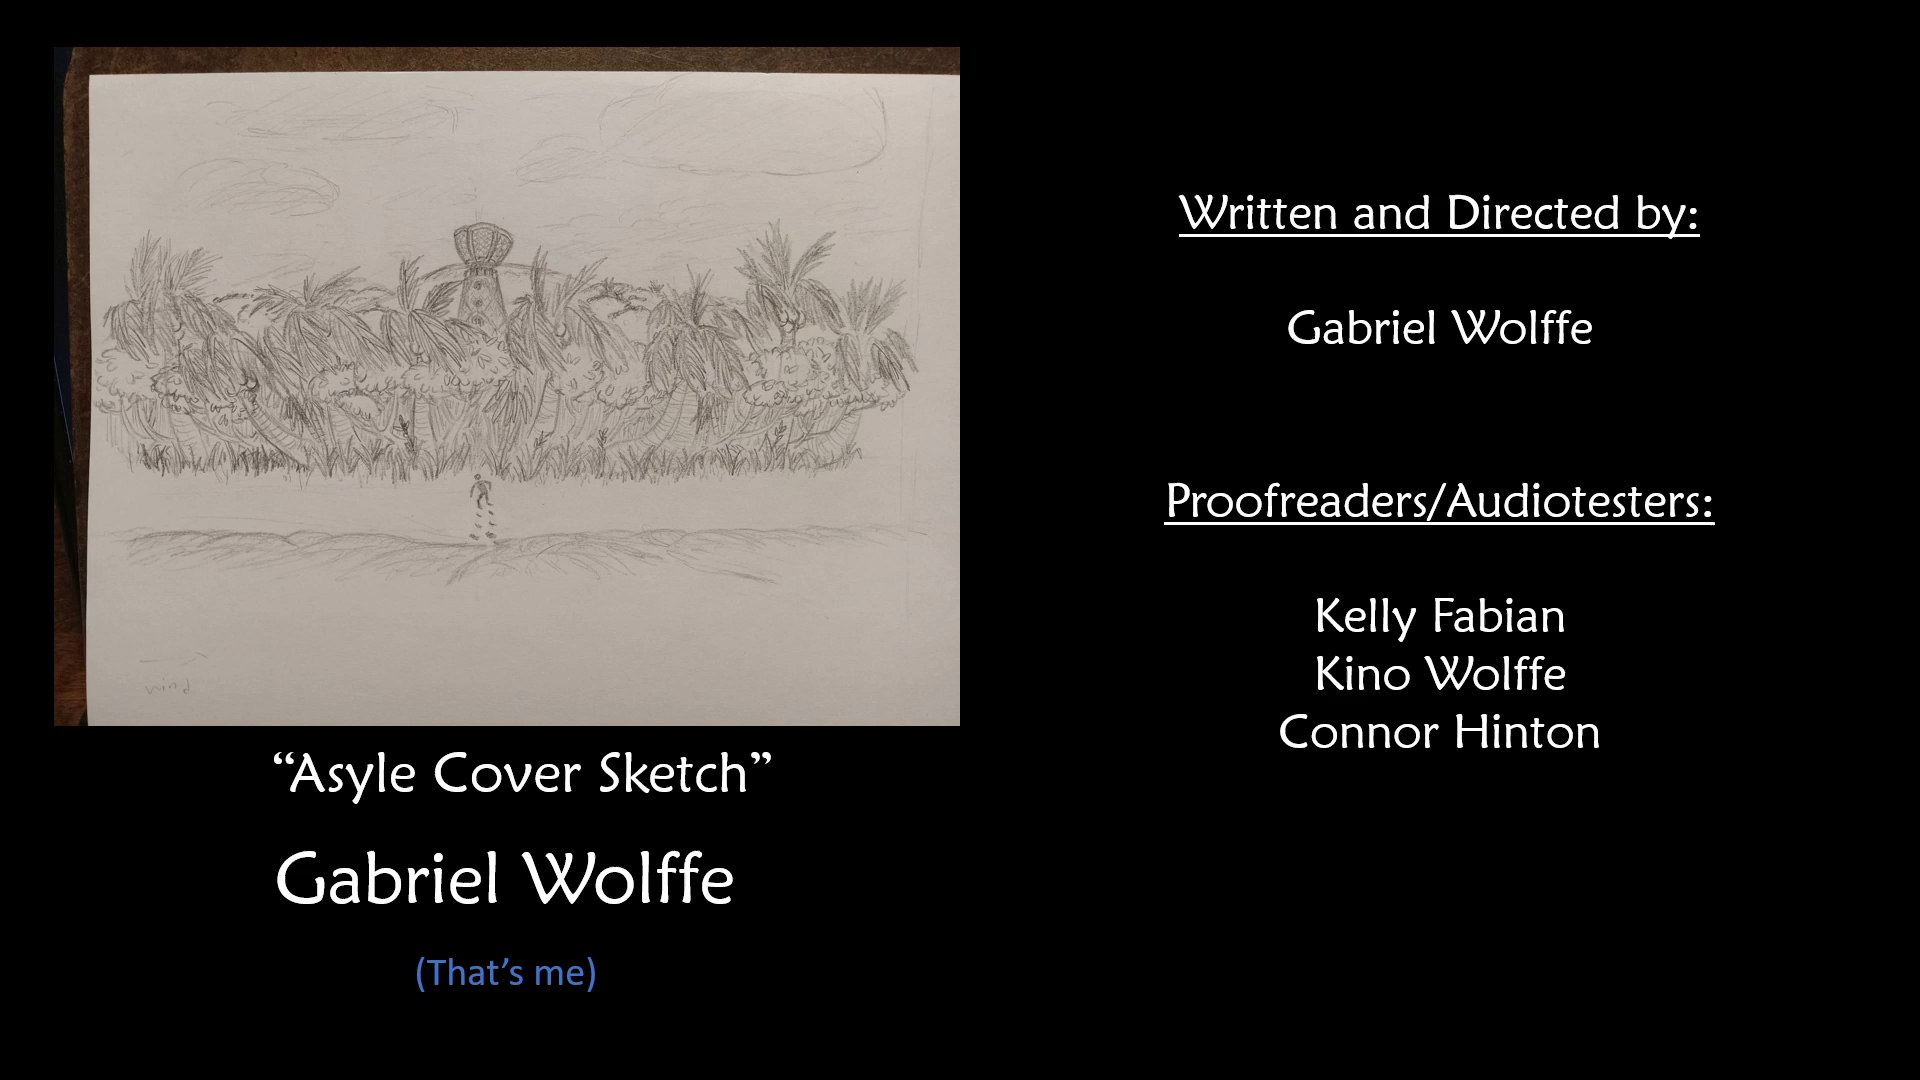 “Asyle Cover Sketch”
Gabriel Wolffe
(That’s me)
Written and Directed by:
Gabriel Wolffe
Proofreaders/Audiotesters:
Kelly Fabian
Kino Wolffe
Connor Hinton